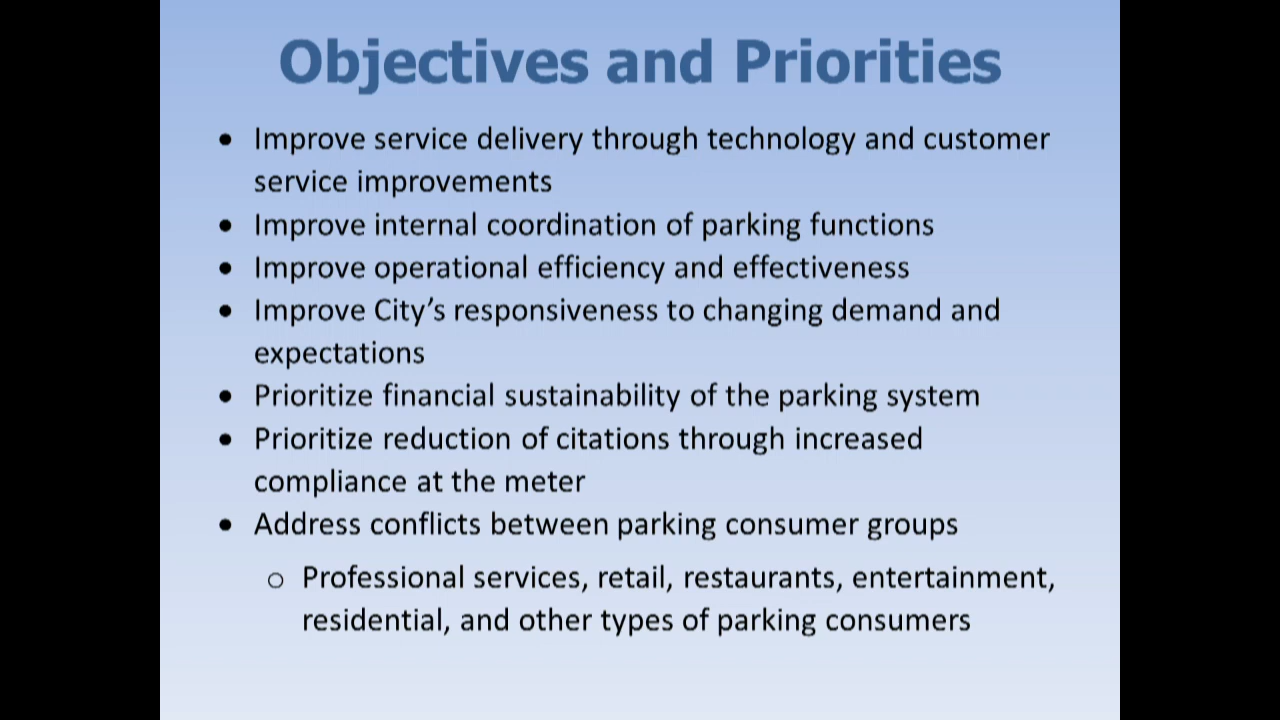 Objectives and Priorities
• Improve service delivery through technology and customer
service improvements
• Improve internal coordination of parking functions
• Improve operational efficiency and effectiveness
• Improve City’s responsiveness to changing demand and
expectations
• Prioritize financial sustainability of the parking system
• Prioritize reduction of citations through increased
compliance at the meter
• Address conflicts between parking consumer groups
o Professional services, retail, restaurants, entertainment,
residential, and other types of parking consumers